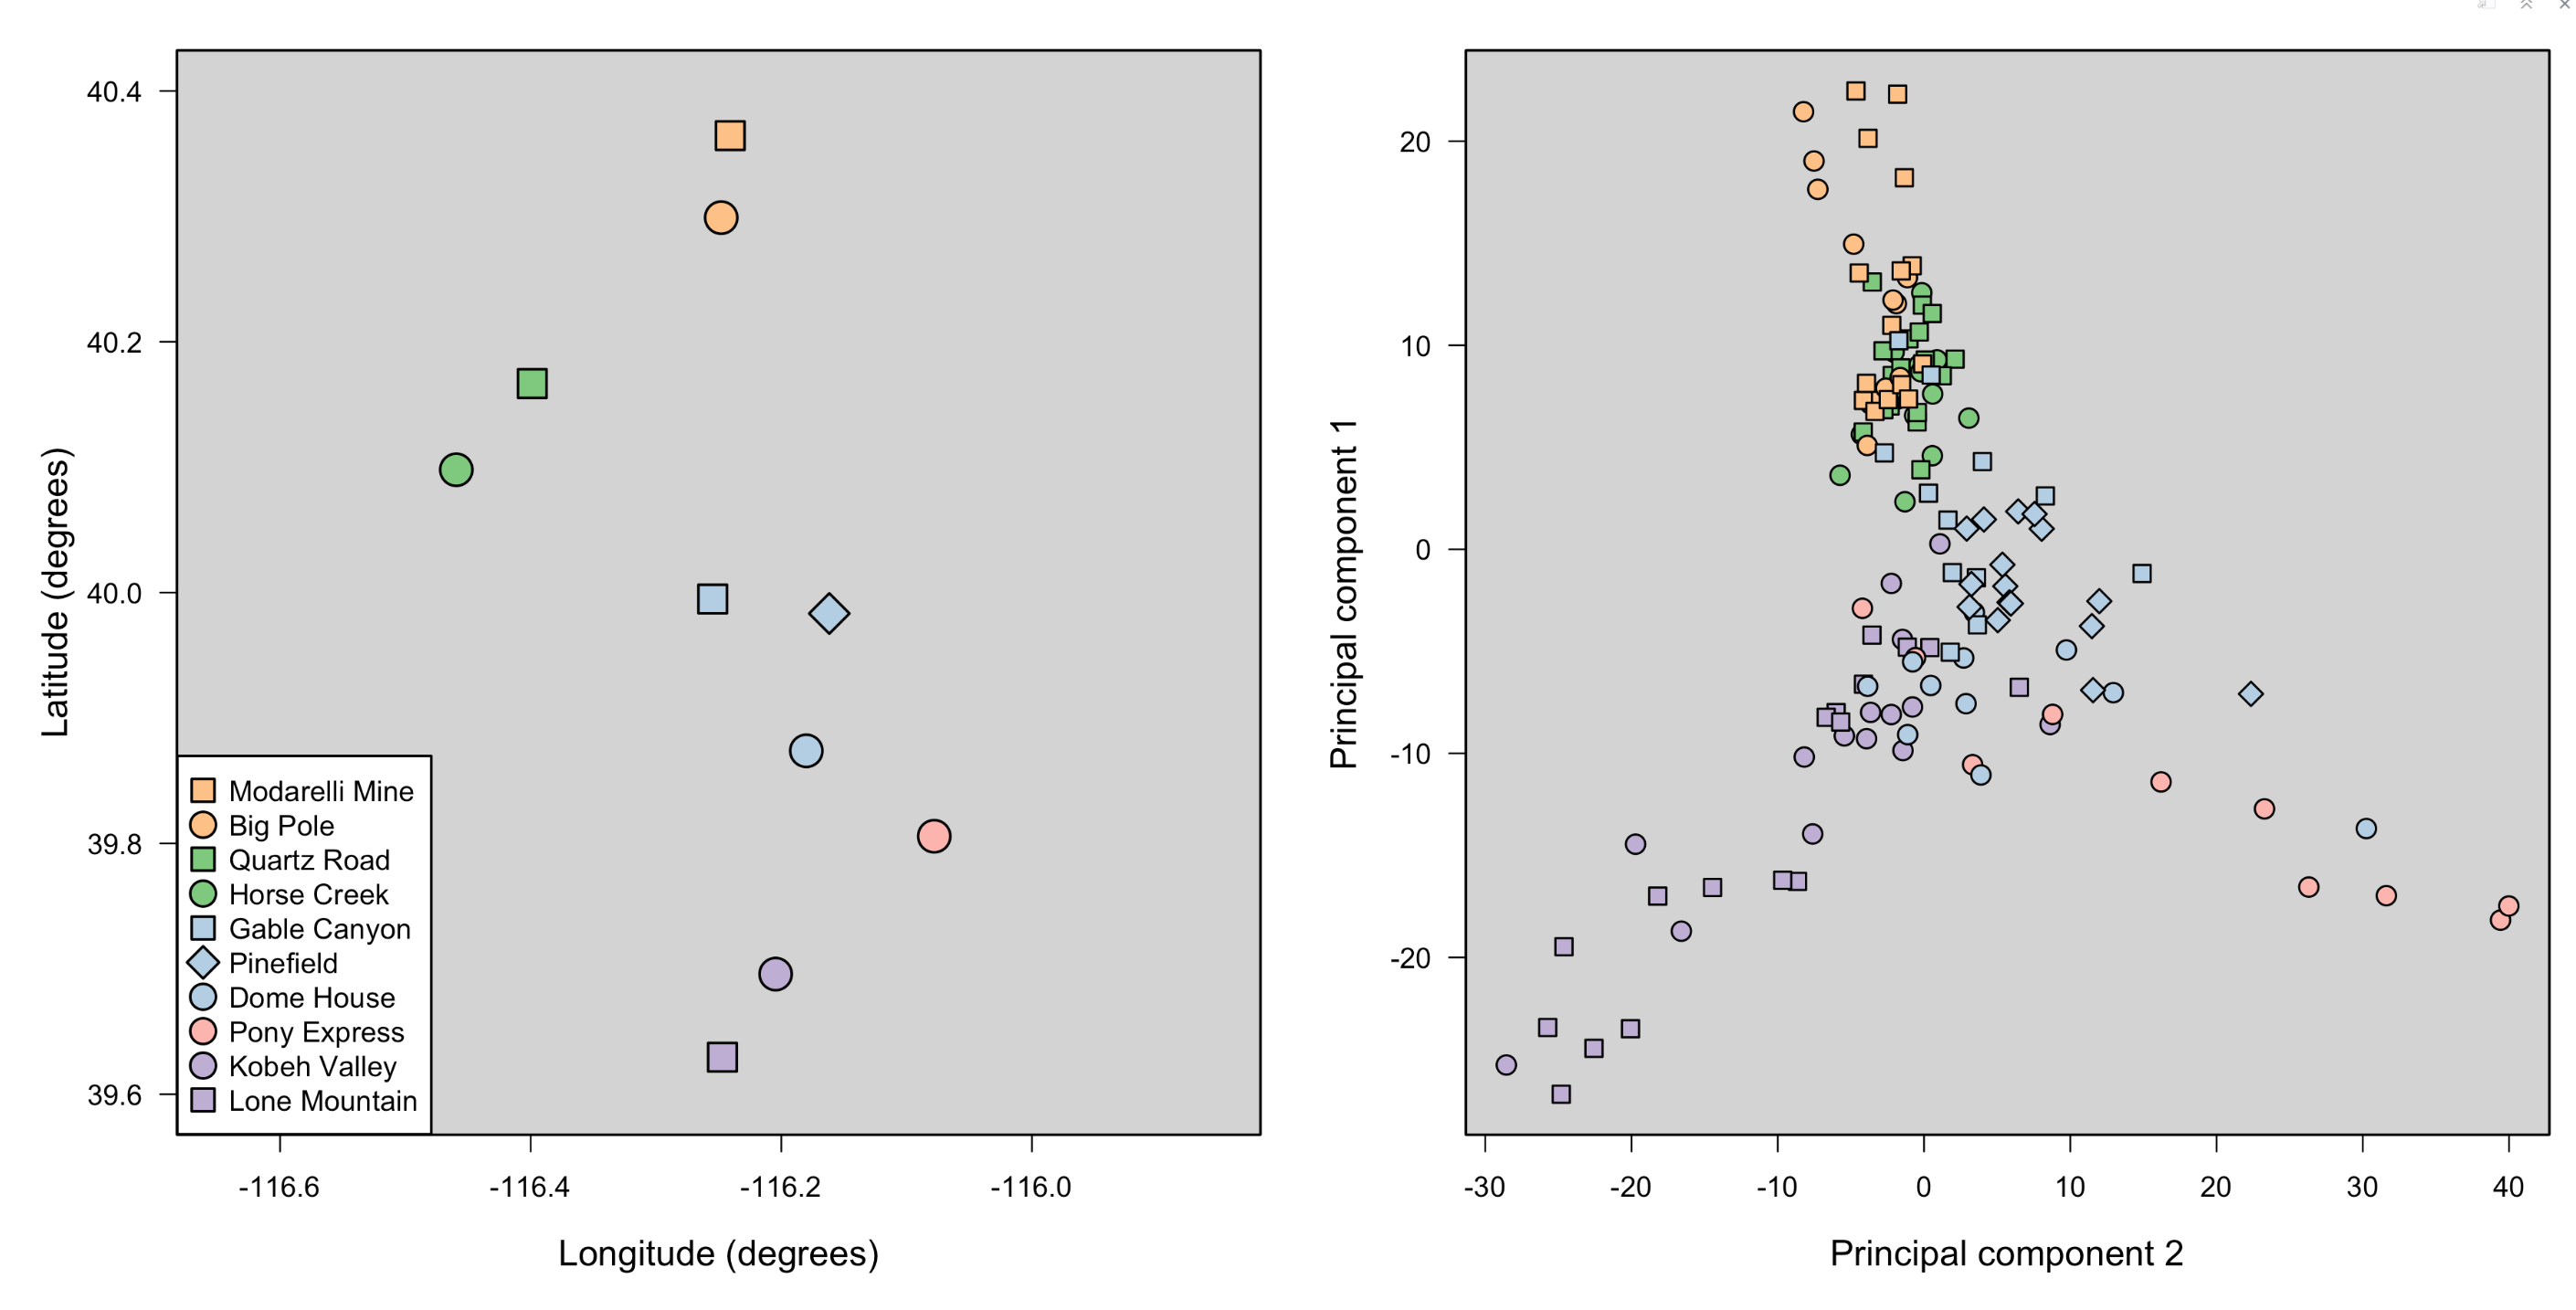 40.4
40.2
40.0
39.8
39.6
Latitude (degrees)
Modarelli Mine
Big Pole
Quartz Road
Horse Creek
Gable Canyon
Pinefield
Dome House
Pony Express
Kobeh Valley
Lone Mountain
-116.6 -116.4 -116.2 -116.0
Longitude (degrees)
20
10
0
-10
-20
Principal component 1
-30 -20 -10 0 10 20 30 40
Principal component 2